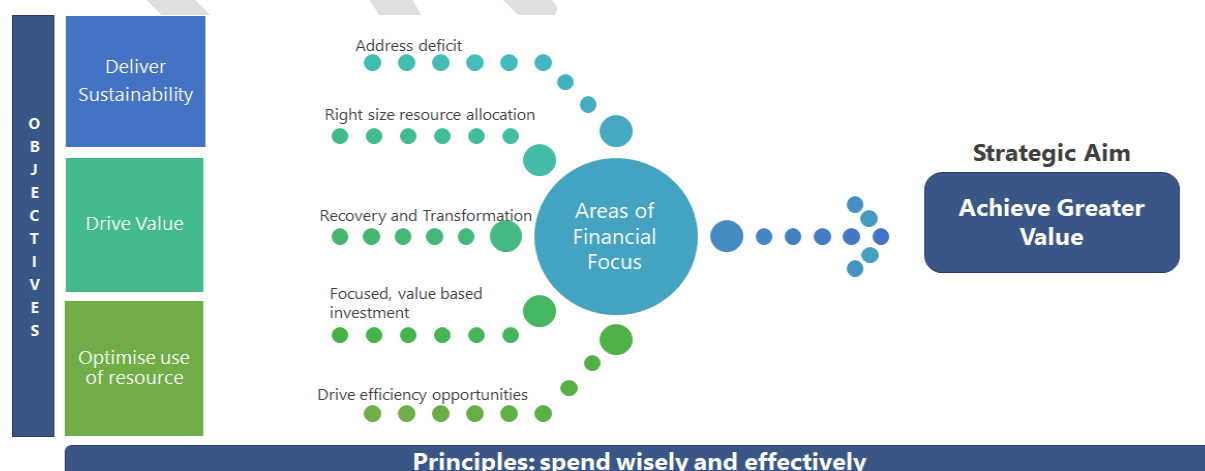 OBJECTIVES
Deliver
Sustainability
Drive Value
Optimise use
of resource
Address deficit
Right size resource allocation
Recovery and Transformation
Focused, value based
investment
Drive efficiency opportunities
Areas of
Financial
Focus
Strategic Aim
Achieve Greater
Value
Principles: spend wisely and effectively